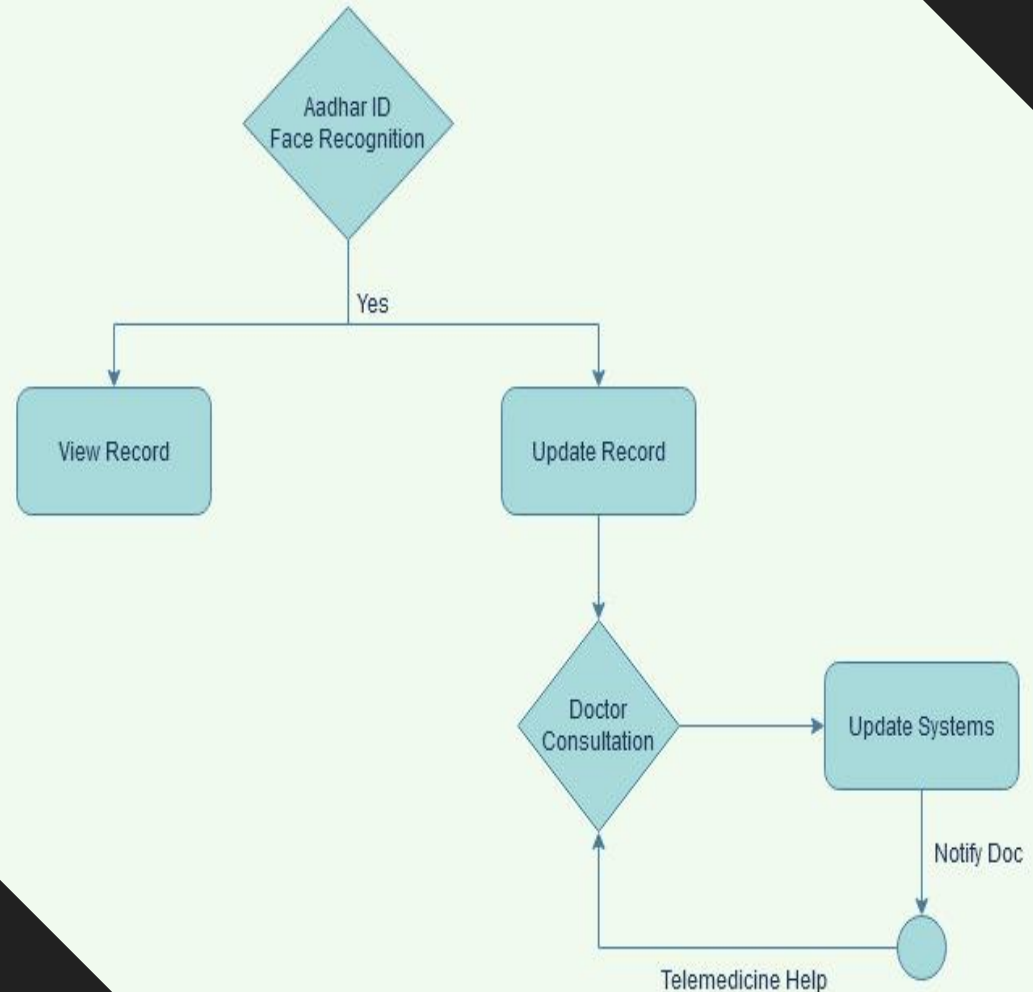 Aadhar ID
Face Recognition
Yes
View Record
Update Record
Doctor
Consultation
Update Systems
Notify Doc
Telemedicine Help